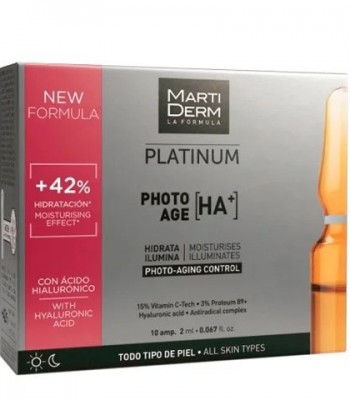 NEW
FORMULA
+42%
HIDRATACIÓN*
MOISTURISING
EFFECT*
CON ÁCIDO
HIALURÓNICO
WITH
HYALURONIC
ACID
MARTI
DERM
LA FÓRMULA
PLATINUM
PHOTO
AGE [HA+]
HIDRATA
ILUMINA
MOISTURISES
ILLUMINATES
PHOTO-AGING CONTROL
15% Vitamin C-Tech • 3% Proteum 89+
Hyaluronic acid • Antiradical complex
10 amp. 2 ml - 0.067 fl. oz.
TODO TIPO DE PIEL • ALL SKIN TYPES